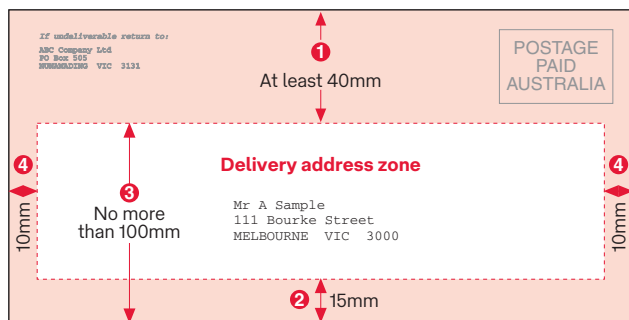 If undeliverable return to:
ABC Company Ltd
PO Box 505
NUNAWADING VIC 3131
POSTAGE
PAID
AUSTRALIA
1
At least 40mm
Delivery address zone
4
10mm
3
No more
than 100mm
Mr A Sample
111 Bourke Street
MELBOURNE VIC 3000
4
10mm
2
15mm